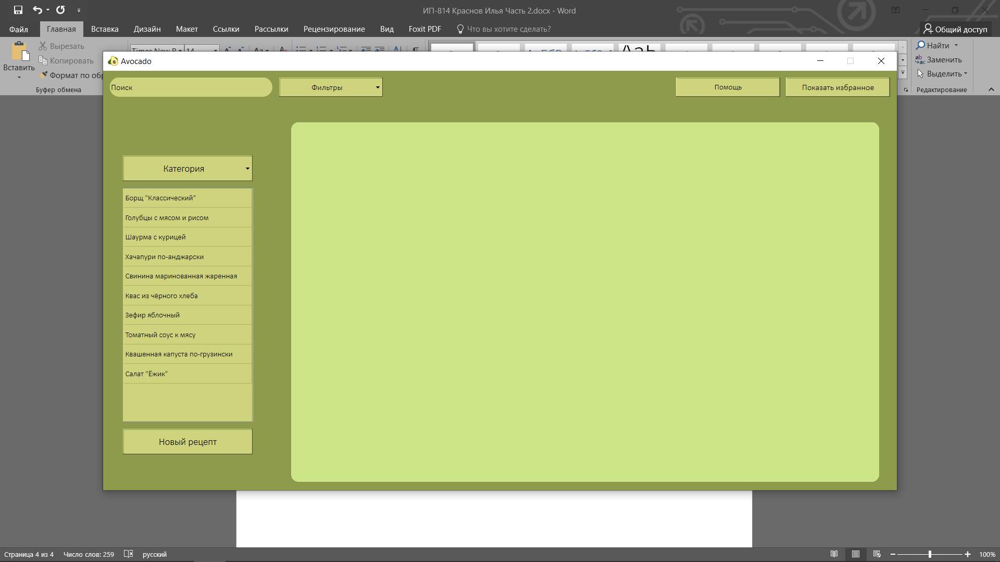 ИП-814 Краснов Илья Часть 2.docx - Word
Файл Главная Вставка Дизайн Макет Ссылки Рассылки Рецензирование Вид Foxit PDF Что вы хотите сделать? Общий доступ
Вставить
Вырезать
Копировать
Формат по обр
Буфер обмена
Найти
Заменить
Выделить
Редактирование
Avocado
Поиск
Фильтры
Помощь
Показать избранное
Категория
Борщ "Классический"
Голубцы с мясом и рисом
Шаурма с курицей
Хачапури по-анджарски
Свинина маринованная жаренная
Квас из чёрного хлеба
Зефир яблочный
Томатный соус к мясу
Квашенная капуста по-грузински
Салат "Ёжик"
Новый рецепт
Страница 4 из 4 Число слов: 259 русский 100%